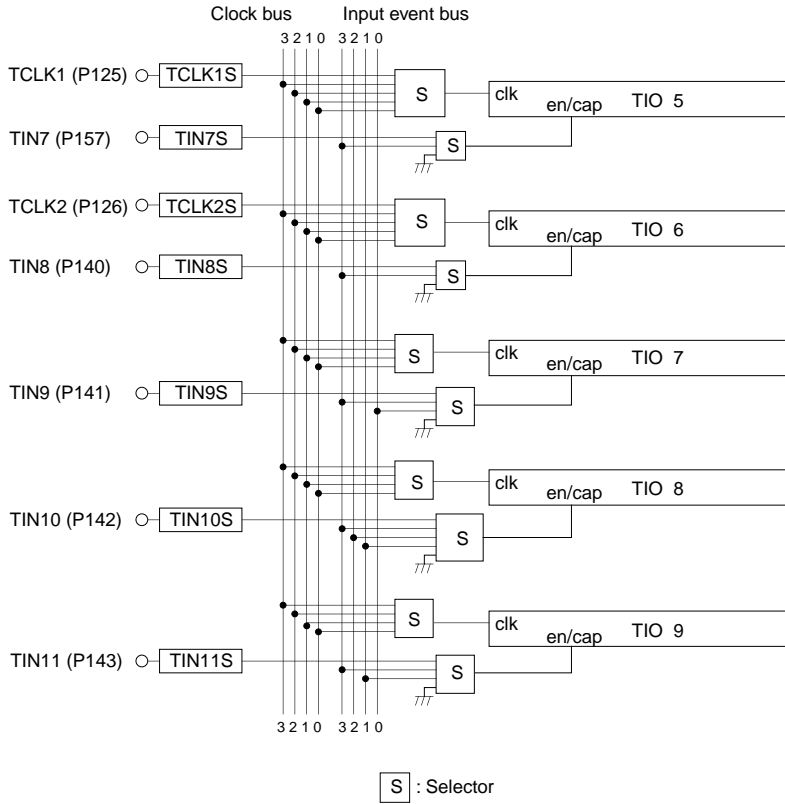 Clock bus Input event bus
3 2 1 0 3 2 1 0
TCLK1 (P125) TCLK1S S clk en/cap TIO 5
TIN7 (P157) TIN7S S
TCLK2 (P126) TCLK2S S clk en/cap TIO 6
TIN8 (P140) TIN8S S
S clk en/cap TIO 7
TIN9 (P141) TIN9S S
S clk en/cap TIO 8
TIN10 (P142) TIN10S S
S clk en/cap TIO 9
TIN11 (P143) TIN11S S
3 2 1 0 3 2 1 0
S : Selector